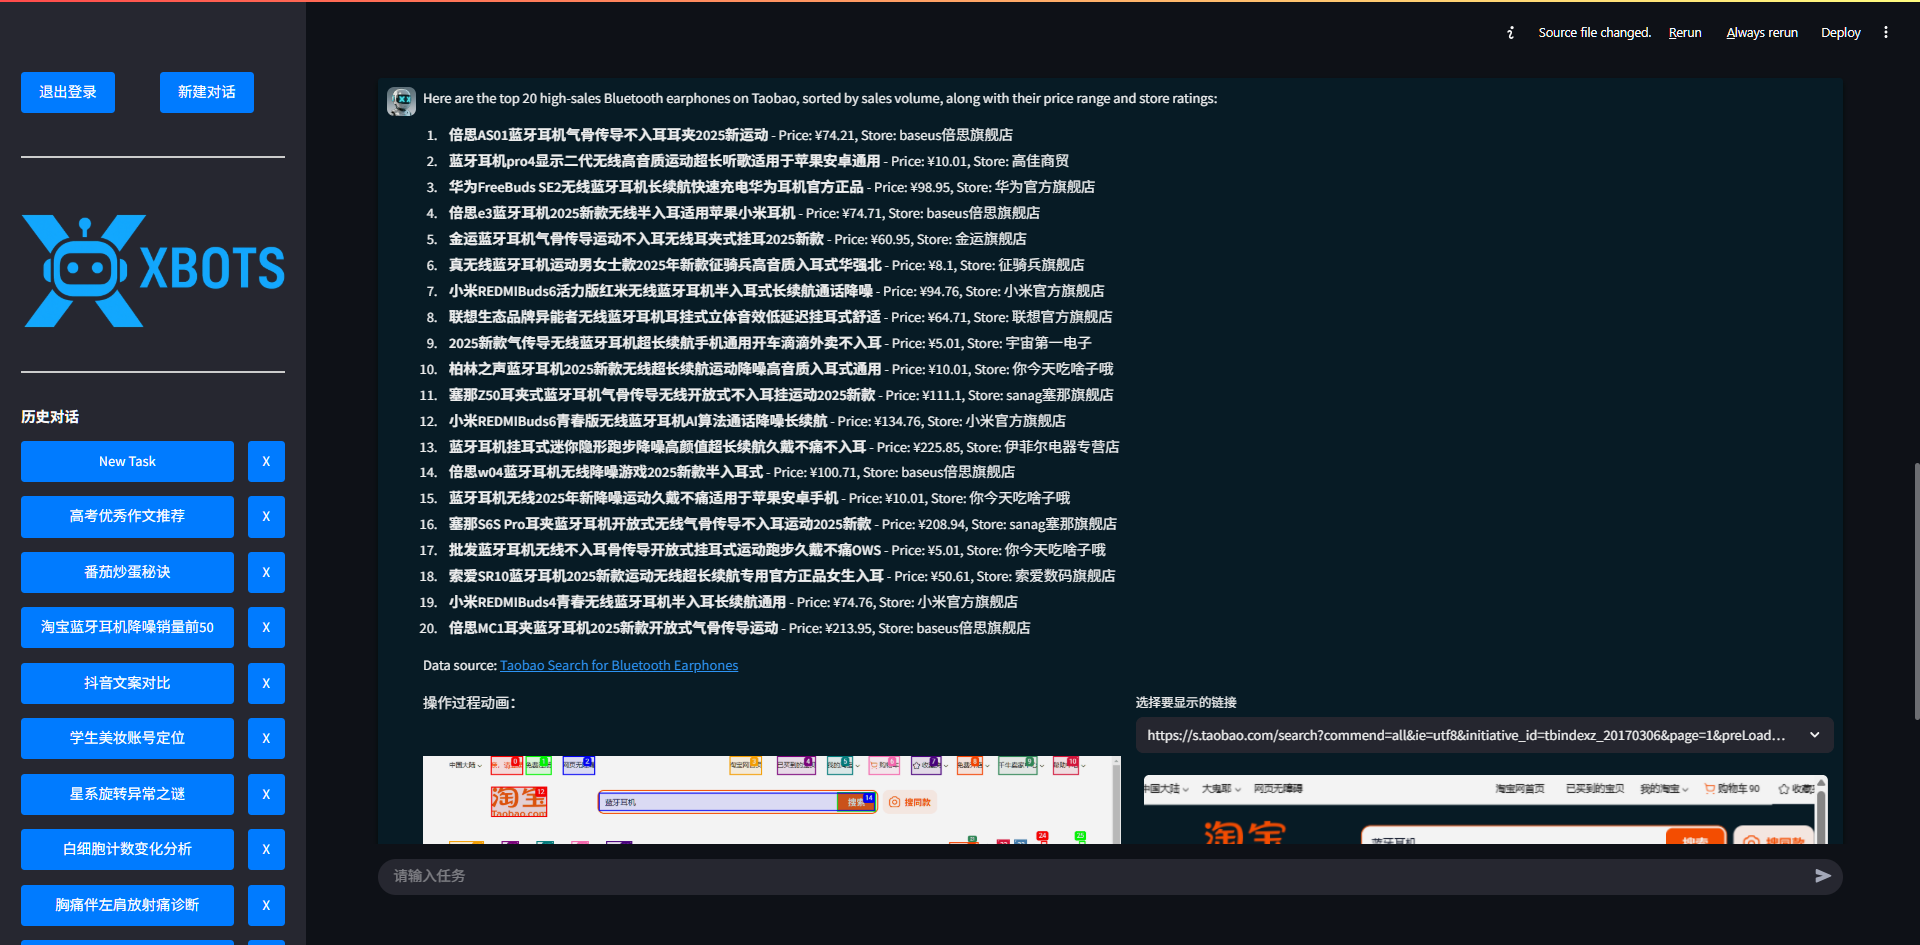 Source file changed.
Rerun
Always rerun
Deploy
退出登录
新建对话
XBOTS
历史对话
New Task
X
高考优秀作文推荐
X
番茄炒蛋秘诀
X
淘宝蓝牙耳机降噪销量前50
X
抖音文案对比
X
学生美妆账号定位
X
星系旋转异常之谜
X
白细胞计数变化分析
X
胸痛伴左肩放射痛诊断
X
Here are the top 20 high-sales Bluetooth earphones on Taobao, sorted by sales volume, along with their price range and store ratings:
1. 倍思AS01蓝牙耳机气骨传导不入耳耳夹2025新运动 - Price: ¥74.21, Store: baseus倍思旗舰店
2. 蓝牙耳机pro4显示二代无线高音质运动超长听歌适用于苹果安卓通用 - Price: ¥10.01, Store: 高佳商贸
3. 华为FreeBuds SE2无线蓝牙耳机长续航快速充电华为耳机官方正品 - Price: ¥98.95, Store: 华为官方旗舰店
4. 倍思e3蓝牙耳机2025新款无线半入耳适用苹果小米耳机 - Price: ¥74.71, Store: baseus倍思旗舰店
5. 金运蓝牙耳机气骨传导运动不入耳无线耳夹式挂耳2025新款 - Price: ¥60.95, Store: 金运旗舰店
6. 真无线蓝牙耳机运动男女士款2025年新款征骑兵高音质入耳式华强北 - Price: ¥8.1, Store: 征骑兵旗舰店
7. 小米REDMIBuds6活力版红米无线蓝牙耳机半入耳式长续航通话降噪 - Price: ¥94.76, Store: 小米官方旗舰店
8. 联想生态品牌异能者无线蓝牙耳机耳挂式立体音效低延迟挂耳式舒适 - Price: ¥64.71, Store: 联想官方旗舰店
9. 2025新款气传导无线蓝牙耳机超长续航手机通用开车滴滴外卖不入耳 - Price: ¥5.01, Store: 宇宙第一电子
10. 柏林之声蓝牙耳机2025新款无线超长续航运动降噪高音质入耳式通用 - Price: ¥10.01, Store: 你今天吃啥子哦
11. 塞那Z50耳夹式蓝牙耳机气骨传导无线开放式不入耳挂运动2025新款 - Price: ¥111.1, Store: sanag塞那旗舰店
12. 小米REDMIBuds6青春版无线蓝牙耳机AI算法通话降噪长续航 - Price: ¥134.76, Store: 小米官方旗舰店
13. 蓝牙耳机挂耳式迷你隐形跑步降噪高颜值超长续航久戴不痛不入耳 - Price: ¥225.85, Store: 伊菲尔电器专营店
14. 倍思w04蓝牙耳机无线降噪游戏2025新款半入耳式 - Price: ¥100.71, Store: baseus倍思旗舰店
15. 蓝牙耳机无线2025年新降噪运动久戴不痛适用于苹果安卓手机 - Price: ¥10.01, Store: 你今天吃啥子哦
16. 塞那S6S Pro耳夹蓝牙耳机开放式无线气骨传导不入耳运动2025新款 - Price: ¥208.94, Store: sanag塞那旗舰店
17. 批发蓝牙耳机无线不入耳骨传导开放式挂耳式运动跑步久戴不痛OWS - Price: ¥5.01, Store: 你今天吃啥子哦
18. 索爱SR10蓝牙耳机2025新款运动无线超长续航专用官方正品女生入耳 - Price: ¥50.61, Store: 索爱数码旗舰店
19. 小米REDMIBuds4青春无线蓝牙耳机半入耳长续航通用 - Price: ¥74.76, Store: 小米官方旗舰店
20. 倍思MC1耳夹蓝牙耳机2025新款开放式气骨传导运动 - Price: ¥213.95, Store: baseus倍思旗舰店
Data source: Taobao Search for Bluetooth Earphones
操作过程动画：
中国大陆
淘宝
12
Taobao.com
蓝牙耳机
搜索
14
搜同款
选择要显示的链接
https://s.taobao.com/search?commend=all&ie=utf8&initiative_id=tbindexz_20170306&page=1&preLoad...
中国大陆 大鬼耶 网页无障碍 淘宝网首页 已买到的宝贝 我的淘宝 购物车 90
淘宝
蓝牙耳机
搜索
搜同款
请输入任务